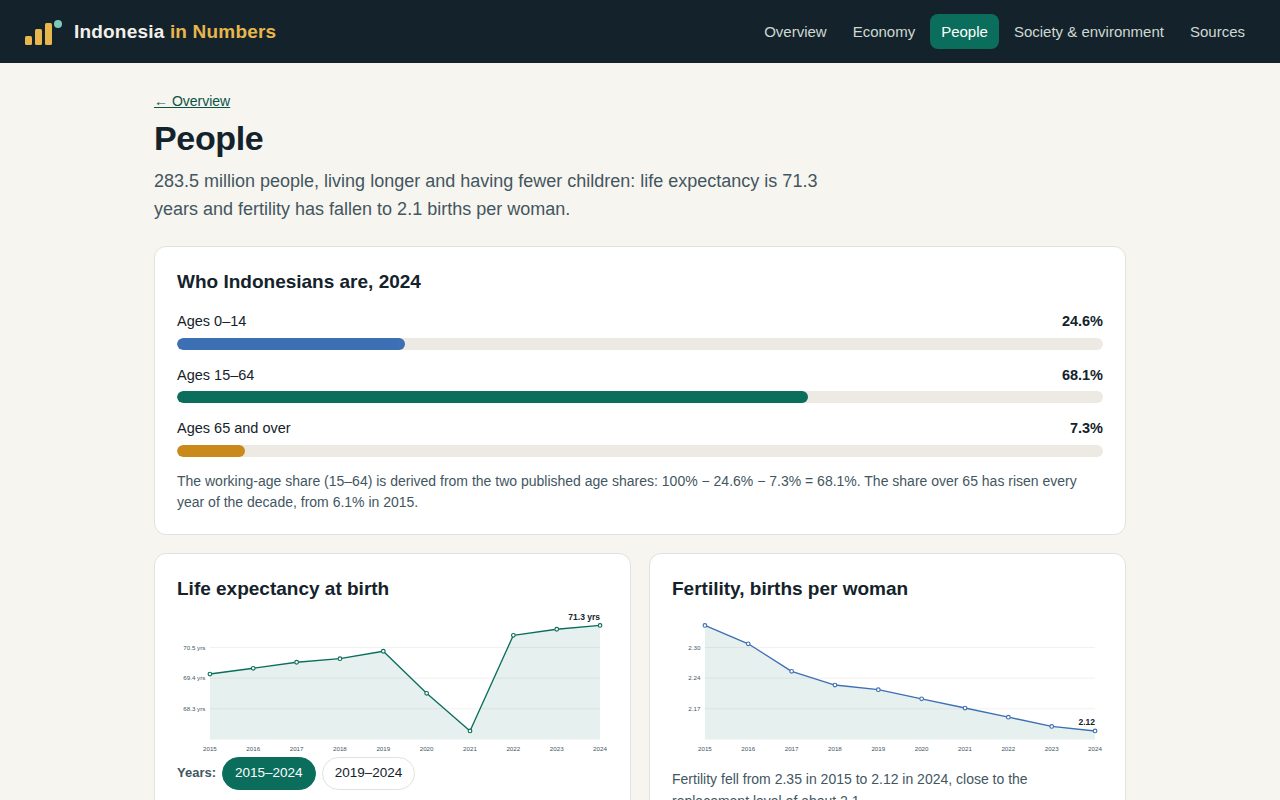 Indonesia in Numbers
Overview
Economy
People
Society & environment
Sources
← Overview
People
283.5 million people, living longer and having fewer children: life expectancy is 71.3
years and fertility has fallen to 2.1 births per woman.
Who Indonesians are, 2024
Ages 0–14 24.6%
Ages 15–64 68.1%
Ages 65 and over 7.3%
The working-age share (15–64) is derived from the two published age shares: 100% − 24.6% − 7.3% = 68.1%. The share over 65 has risen every
year of the decade, from 6.1% in 2015.
Life expectancy at birth
71.3 yrs
70.5 yrs
69.4 yrs
68.3 yrs
2015 2016 2017 2018 2019 2020 2021 2022 2023 2024
Years: 2015–2024 2019–2024
Fertility, births per woman
2.30
2.24
2.17
2.12
2015 2016 2017 2018 2019 2020 2021 2022 2023 2024
Fertility fell from 2.35 in 2015 to 2.12 in 2024, close to the
replacement level of about 2.1